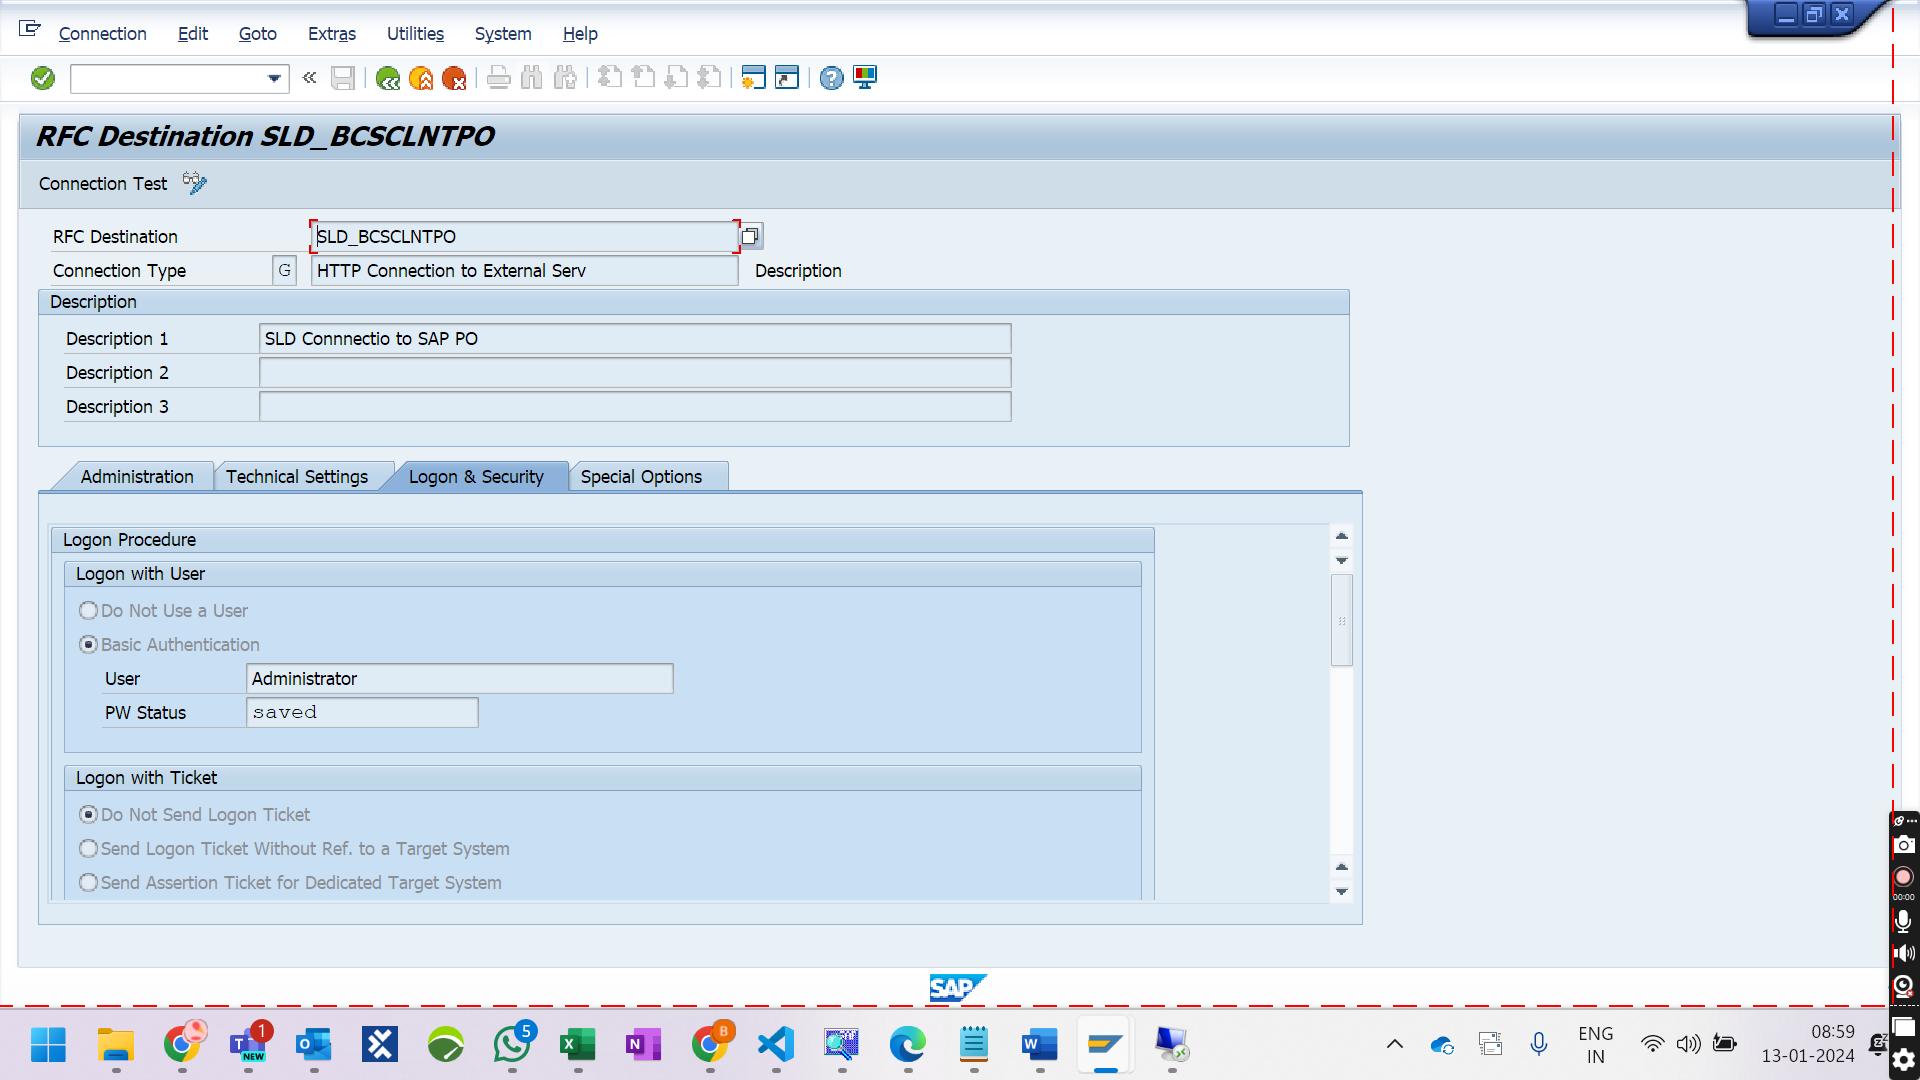 Connection Edit Goto Extras Utilities System Help
RFC Destination SLD_BCSCLNTPO
Connection Test
RFC Destination SLD_BCSCLNTPO
Connection Type G HTTP Connection to External Serv Description
Description
Description 1 SLD Connnectio to SAP PO
Description 2
Description 3
Administration Technical Settings Logon & Security Special Options
Logon Procedure
Logon with User
Do Not Use a User
Basic Authentication
User Administrator
PW Status saved
Logon with Ticket
Do Not Send Logon Ticket
Send Logon Ticket Without Ref. to a Target System
Send Assertion Ticket for Dedicated Target System
00:00
SAP
1
NEW
5
B
ENG
IN
08:59
13-01-2024